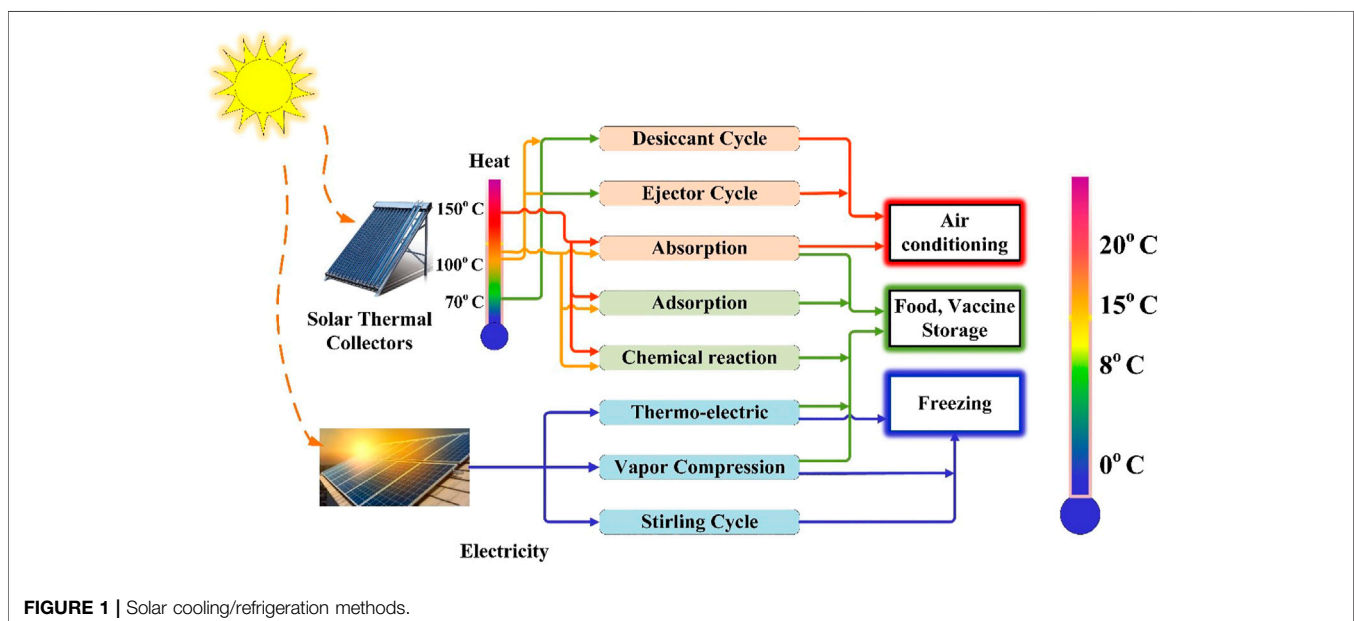 Heat
150° C
100° C
70° C
Solar Thermal
Collectors
Desiccant Cycle
Ejector Cycle
Absorption
Adsorption
Chemical reaction
Thermo-electric
Vapor Compression
Stirling Cycle
Electricity
Air
conditioning
Food, Vaccine
Storage
Freezing
20° C
15° C
8° C
0° C
FIGURE 1 | Solar cooling/refrigeration methods.